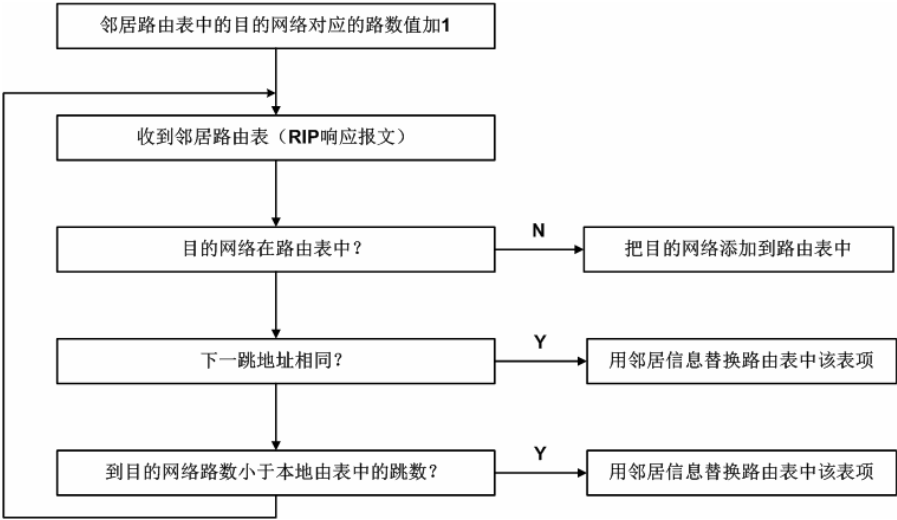 邻居路由表中的目的网络对应的路数值加1
收到邻居路由表（RIP响应报文）
目的网络在路由表中？
N
把目的网络添加到路由表中
下一跳地址相同？
Y
用邻居信息替换路由表中该表项
到目的网络路数小于本地由表中的跳数？
Y
用邻居信息替换路由表中该表项